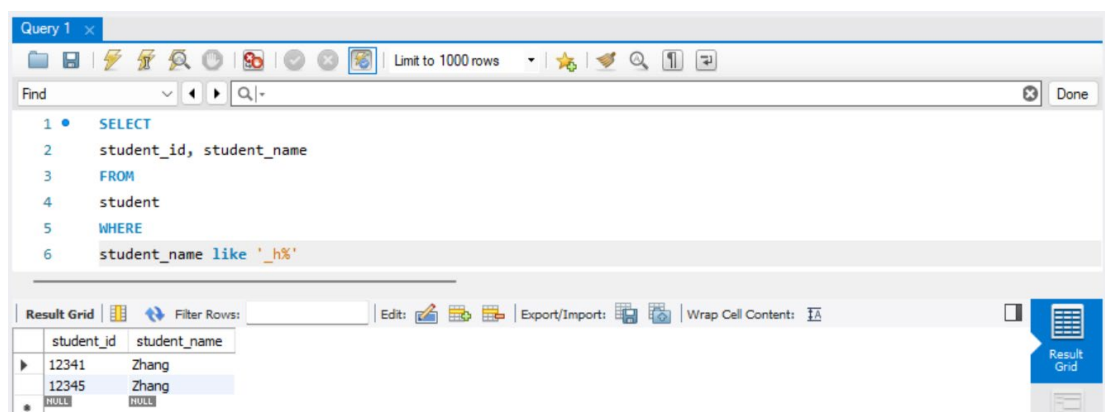 Query 1
Limit to 1000 rows
Find Done
1 SELECT
2 student_id, student_name
3 FROM
4 student
5 WHERE
6 student_name like '_h%'
Result Grid Filter Rows: Edit: Export/Import: Wrap Cell Content: IA
student_id student_name
12341 Zhang
12345 Zhang
NULL NULL
Result
Grid